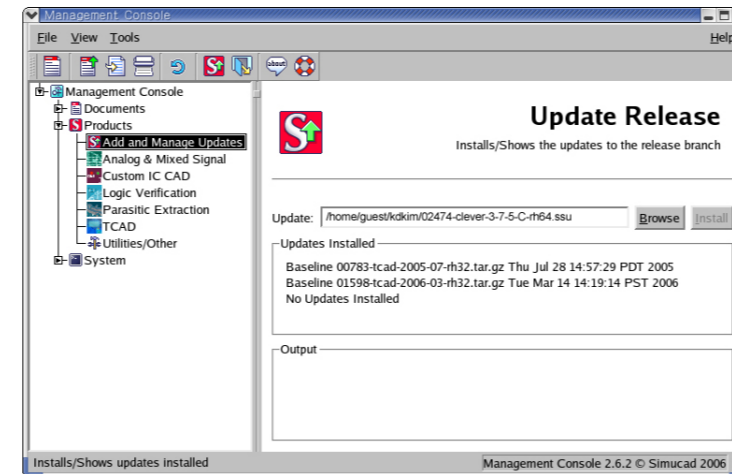 Management Console
File View Tools Help
about
Management Console
Documents
Products
Add and Manage Updates
Analog & Mixed Signal
Custom IC CAD
Logic Verification
Parasitic Extraction
TCAD
Utilities/Other
System
Update Release
Installs/Shows the updates to the release branch
Update: /home/guest/kdkim/02474-clever-3-7-5-C-rh64.ssu Browse Install
Updates Installed
Baseline 00783-tcad-2005-07-rh32.tar.gz Thu Jul 28 14:57:29 PDT 2005
Baseline 01598-tcad-2006-03-rh32.tar.gz Tue Mar 14 14:19:14 PST 2006
No Updates Installed
Output
Installs/Shows updates installed Management Console 2.6.2 © Simucad 2006